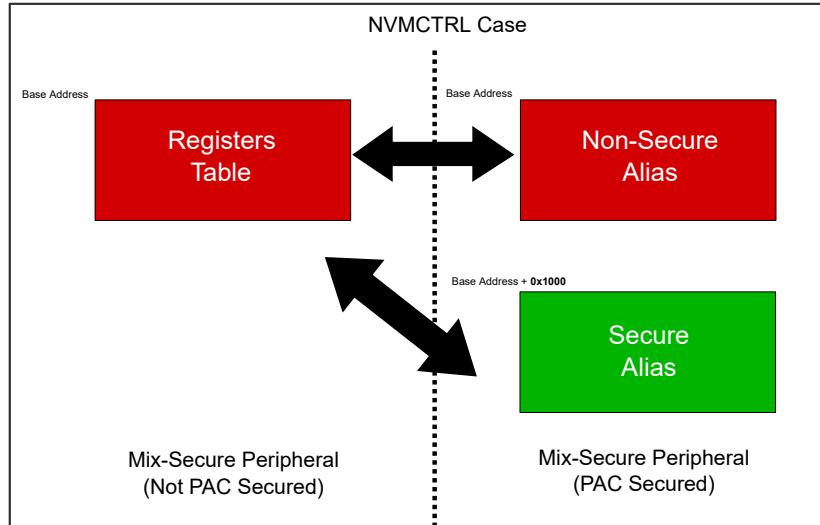 NVMCTRL Case
Base Address
Registers
Table
Base Address
Non-Secure
Alias
Base Address + 0x1000
Secure
Alias
Mix-Secure Peripheral
(Not PAC Secured)
Mix-Secure Peripheral
(PAC Secured)